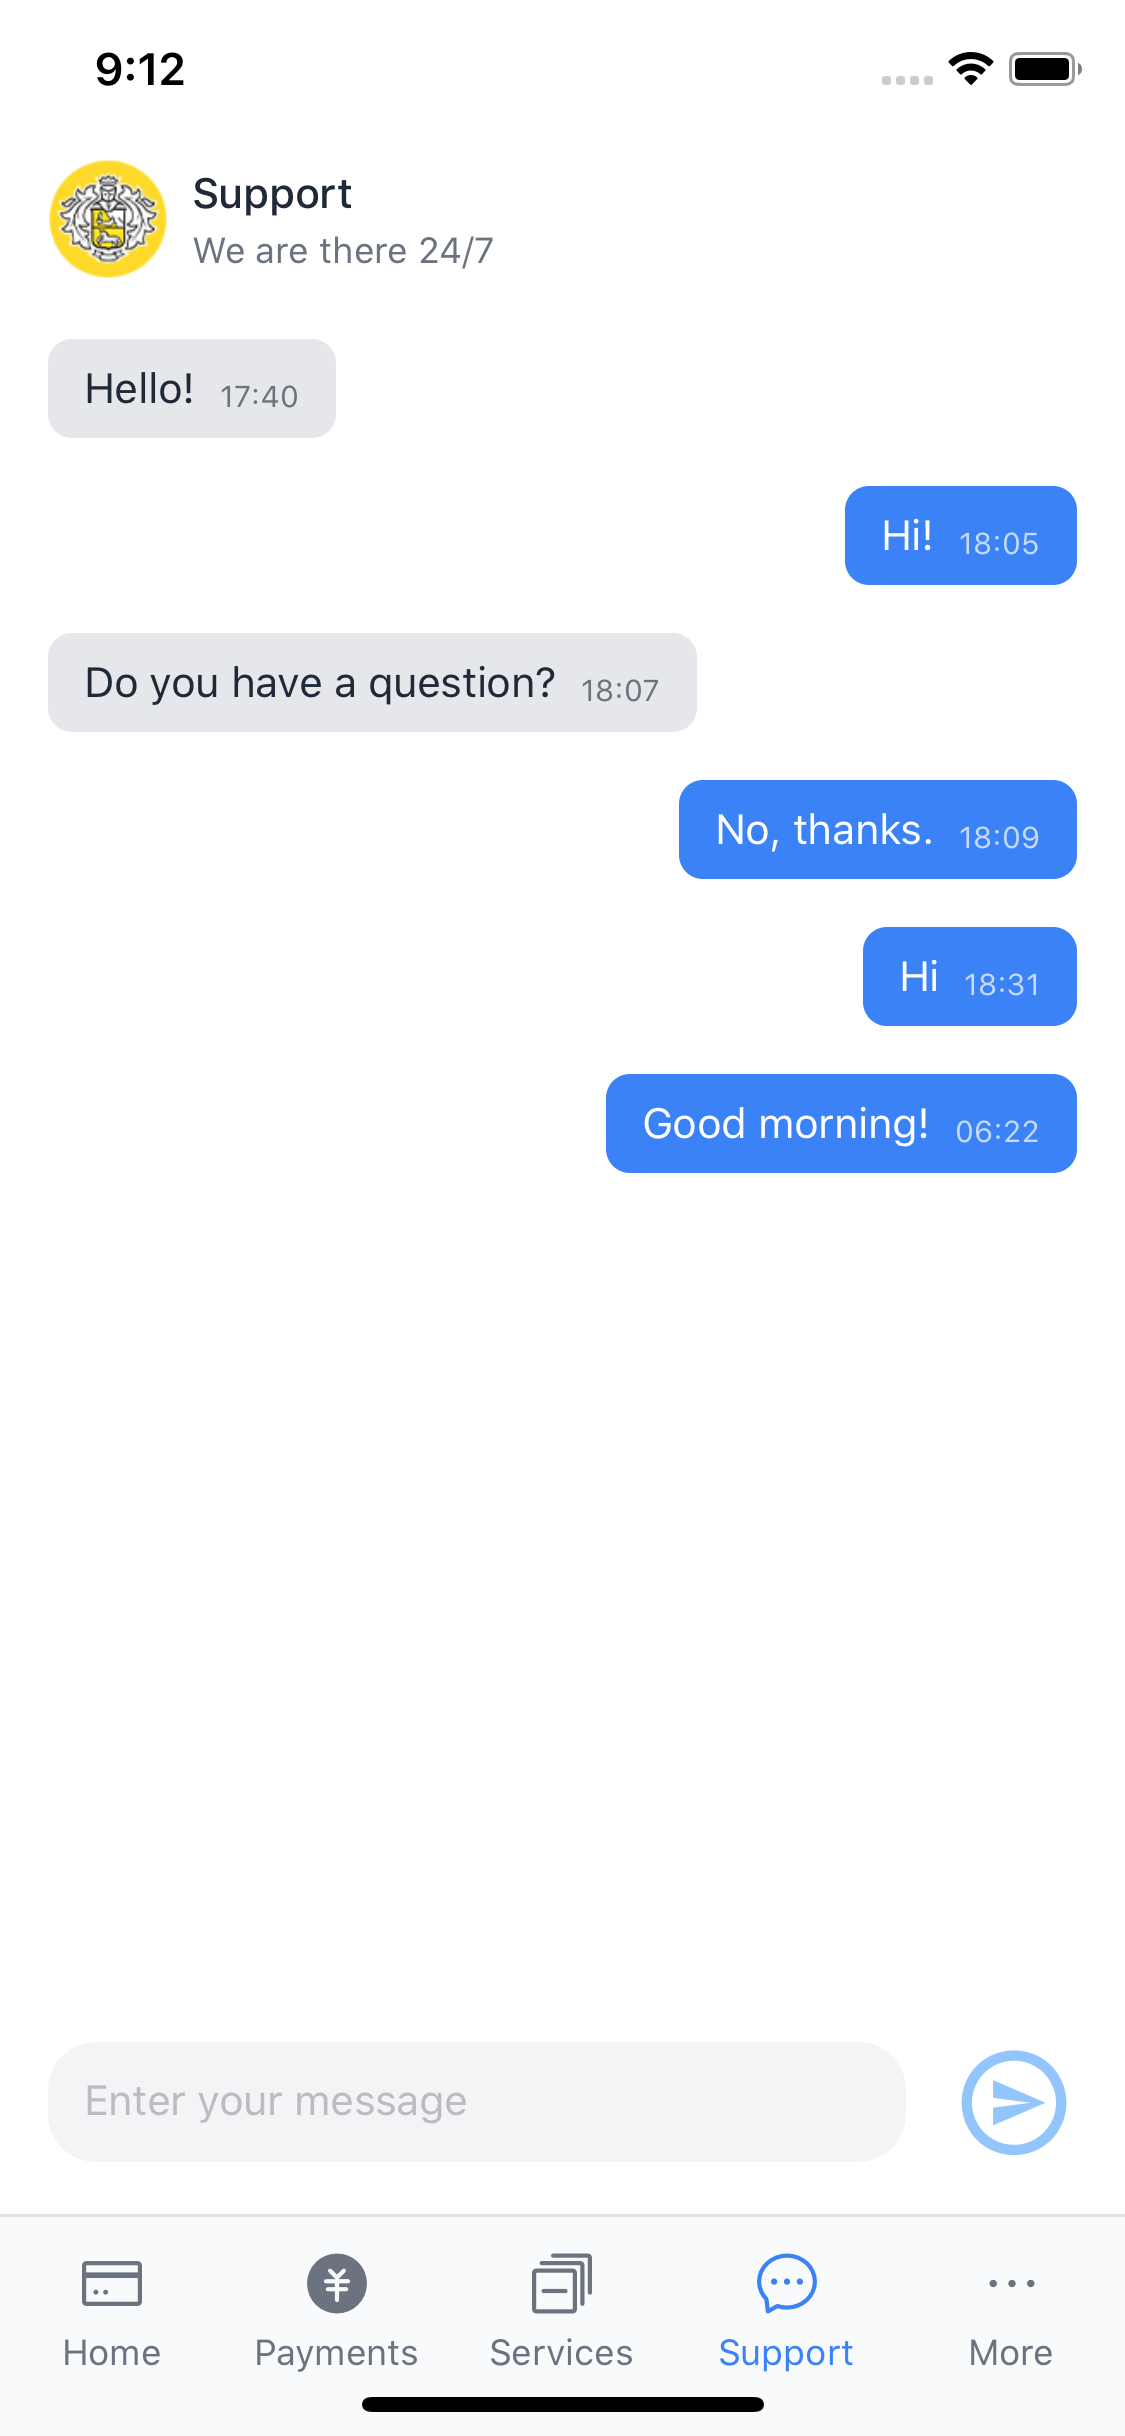 9:12
Support
We are there 24/7
Hello! 17:40
Hi! 18:05
Do you have a question? 18:07
No, thanks. 18:09
Hi 18:31
Good morning! 06:22
Enter your message
Home Payments Services Support More